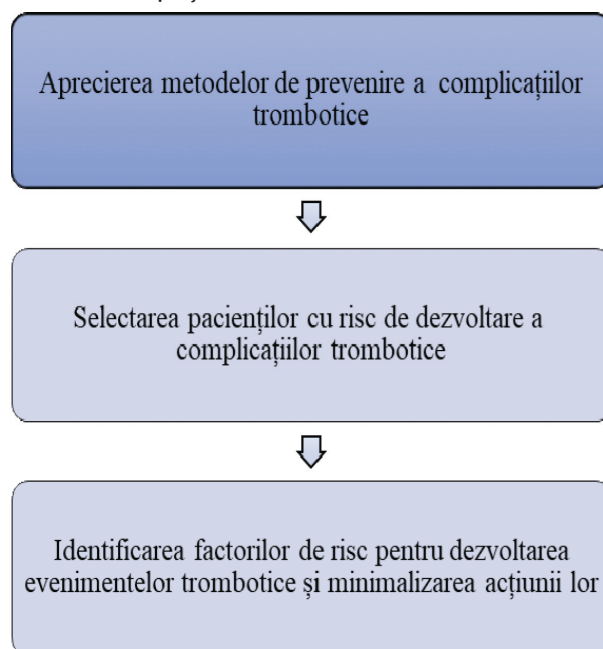 Aprecierea metodelor de prevenire a complicațiilor
trombotice
Selectarea pacienților cu risc de dezvoltare a
complicațiilor trombotice
Identificarea factorilor de risc pentru dezvoltarea
evenimentelor trombotice și minimalizarea acțiunii lor